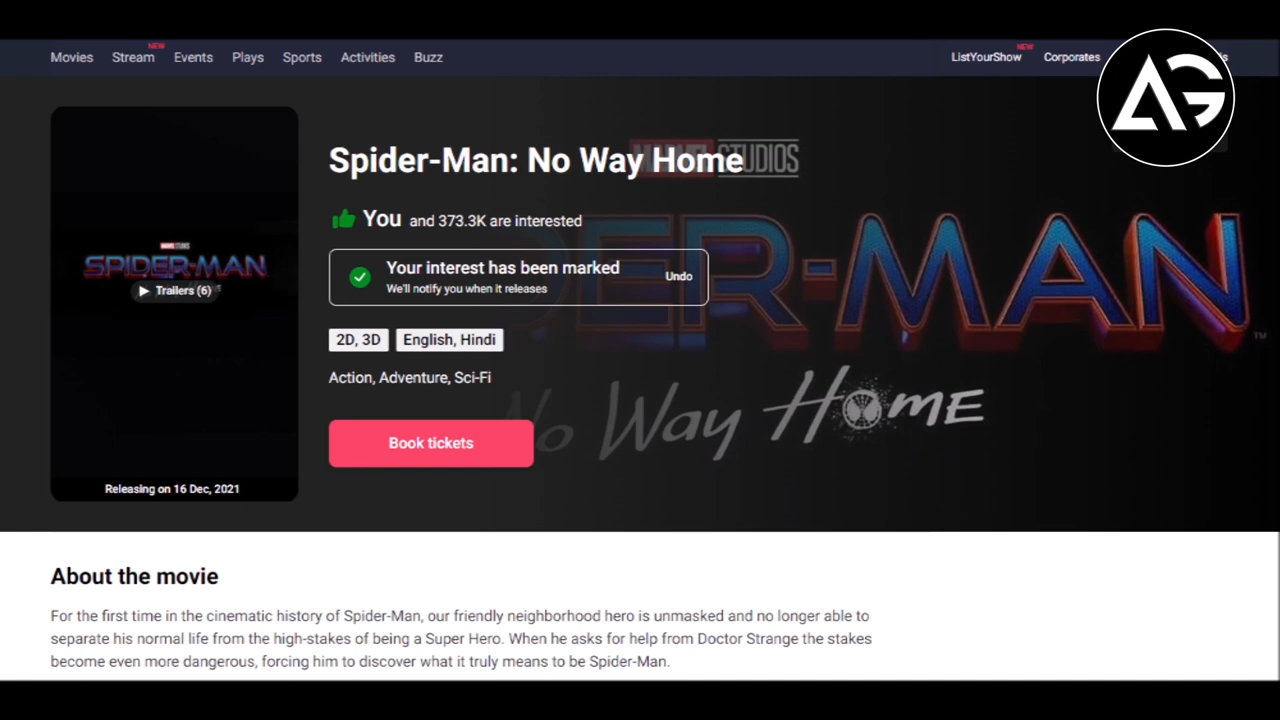 Movies Stream NEW Events Plays Sports Activities Buzz
ListYourShow NEW Corporates
AG
MARVEL STUDIOS
SPIDER-MAN
Trailers (6)
Releasing on 16 Dec, 2021
Spider-Man: No Way Home
You and 373.3K are interested
Your interest has been marked
We'll notify you when it releases
Undo
2D, 3D English, Hindi
Action, Adventure, Sci-Fi
Book tickets
STUDIOS
DER-MAN
TM
No Way Home
About the movie
For the first time in the cinematic history of Spider-Man, our friendly neighborhood hero is unmasked and no longer able to
separate his normal life from the high-stakes of being a Super Hero. When he asks for help from Doctor Strange the stakes
become even more dangerous, forcing him to discover what it truly means to be Spider-Man.